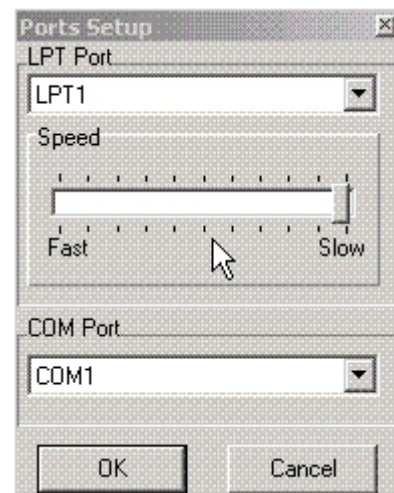 Ports Setup
LPT Port
LPT1
Speed
Fast Slow
COM Port
COM1
OK Cancel